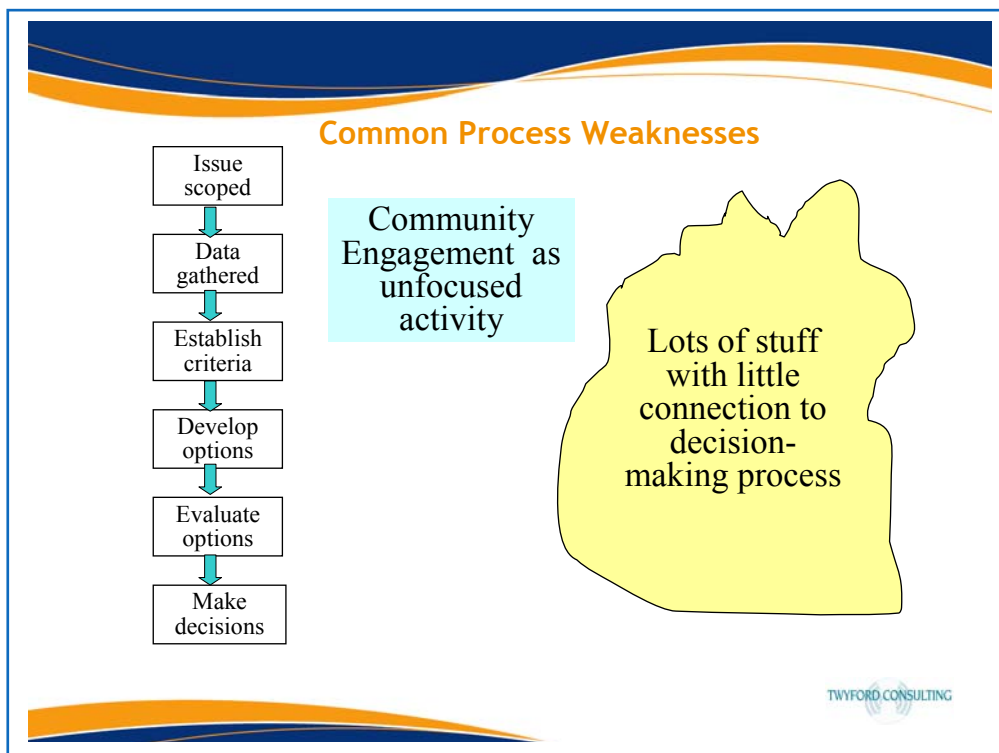 Common Process Weaknesses
Issue
scoped
Data
gathered
Establish
criteria
Develop
options
Evaluate
options
Make
decisions
Community
Engagement as
unfocused
activity
Lots of stuff
with little
connection to
decision-
making process
TWYFORD CONSULTING